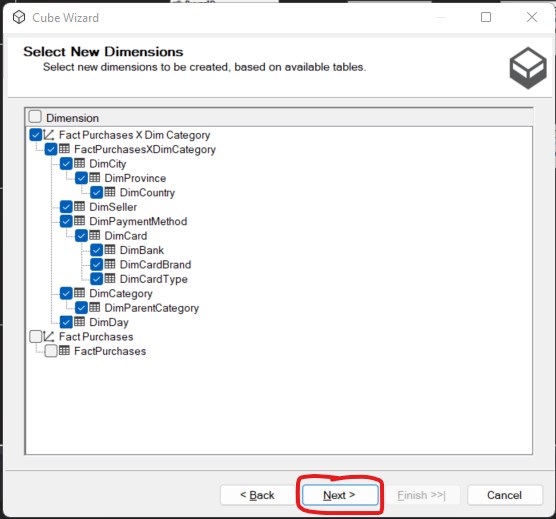 Cube Wizard
Select New Dimensions
Select new dimensions to be created, based on available tables.
Dimension
Fact Purchases X Dim Category
FactPurchasesXDimCategory
DimCity
DimProvince
DimCountry
DimSeller
DimPaymentMethod
DimCard
DimBank
DimCardBrand
DimCardType
DimCategory
DimParentCategory
DimDay
Fact Purchases
FactPurchases
< Back
Next >
Finish >>|
Cancel